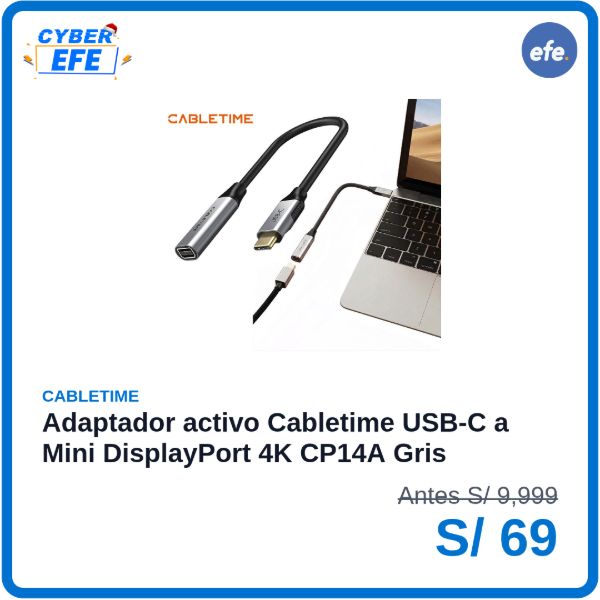 CYBER
EFE
efe.
CABLETIME
CABLETIME
Adaptador activo Cabletime USB-C a
Mini DisplayPort 4K CP14A Gris
Antes S/ 9,999
S/ 69